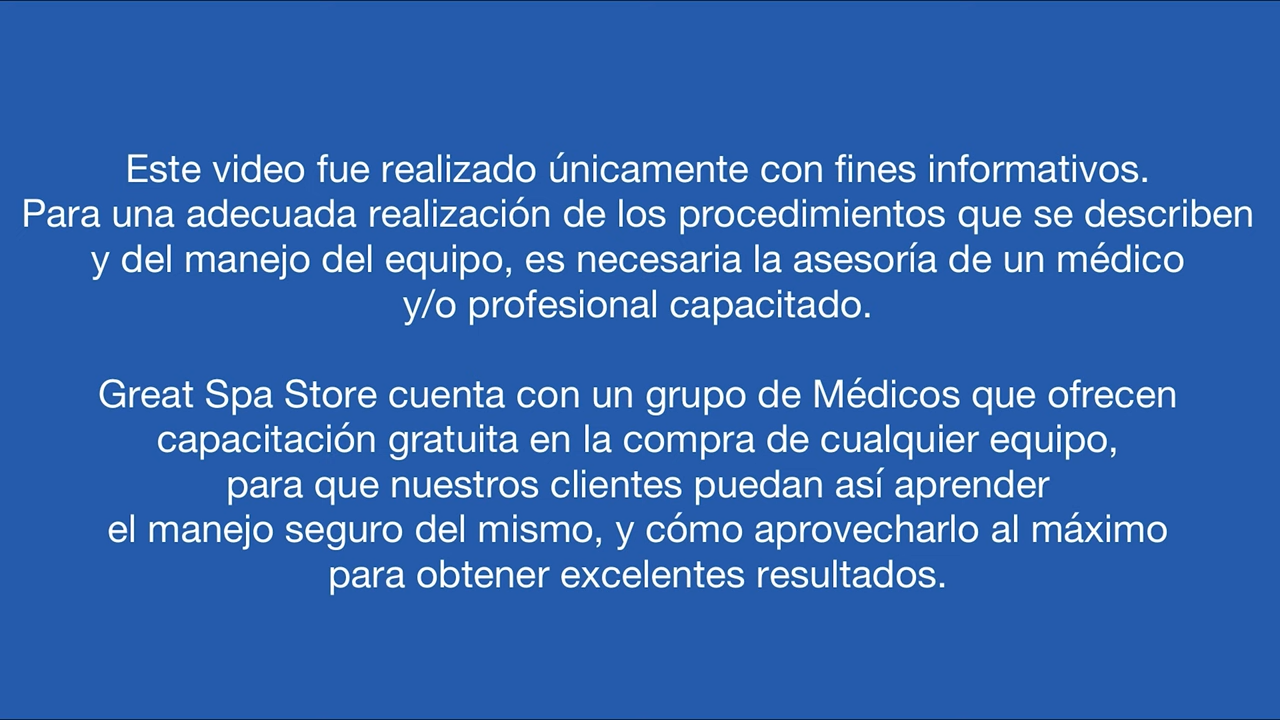 Este video fue realizado únicamente con fines informativos.
Para una adecuada realización de los procedimientos que se describen
y del manejo del equipo, es necesaria la asesoría de un médico
y/o profesional capacitado.
Great Spa Store cuenta con un grupo de Médicos que ofrecen
capacitación gratuita en la compra de cualquier equipo,
para que nuestros clientes puedan así aprender
el manejo seguro del mismo, y cómo aprovecharlo al máximo
para obtener excelentes resultados.